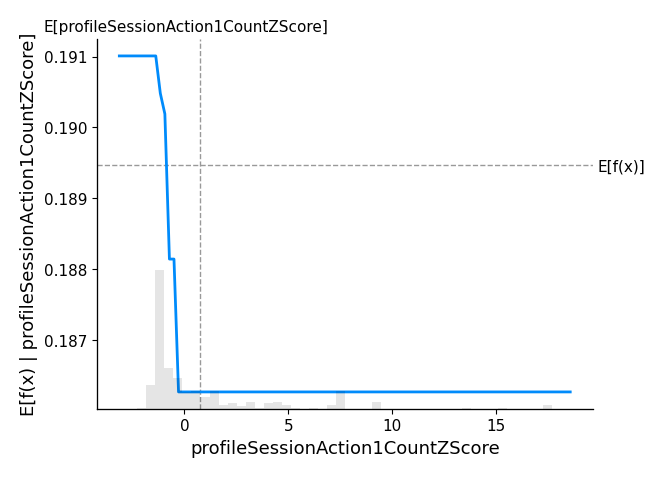 E[profileSessionAction1CountZScore]
E[f(x) | profileSessionAction1CountZScore]
0.191
0.190
0.189
0.188
0.187
E[f(x)]
0
5
10
15
profileSessionAction1CountZScore